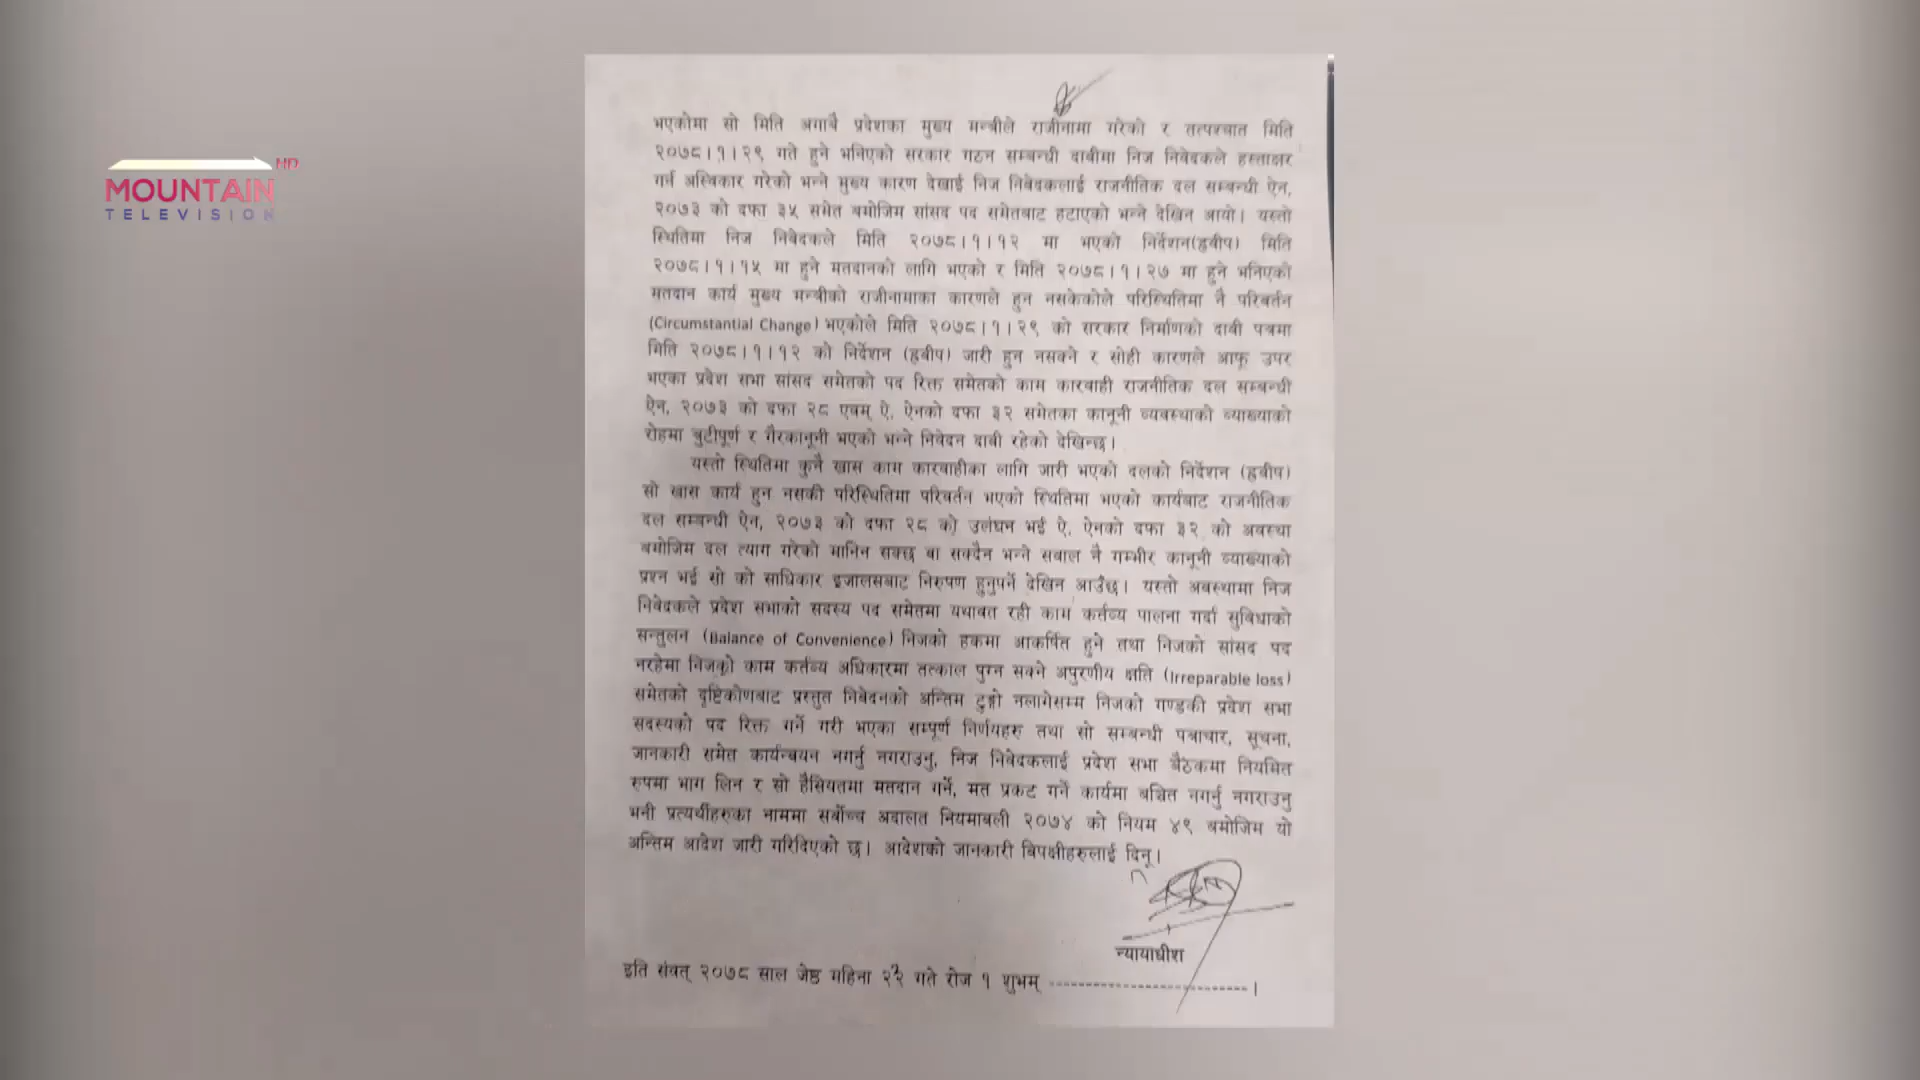 HD
MOUNTAIN
TELEVISION
भएकोमा सो मिति अगाबै प्रदेशका मुख्य मन्त्रीले राजीनामा गरेको र तत्पश्चात मिति
२०७८।१।२९ गते हुने भनिएको सरकार गठन सम्बन्धी दाबीमा निज निवेदकले हस्ताक्षर
गर्न अस्विकार गरेको भन्ने मुख्य कारण देखाई निज निवेदकलाई राजनीतिक दल सम्बन्धी ऐन,
२०७३ को दफा ३५ समेत बमोजिम सांसद पद समेतबाट हटाएको भन्ने देखिन आयो। यस्तो
स्थितिमा निज निवेदकले मिति २०७८।१।१२ मा भएको निर्देशन(ह्वीप) मिति
२०७८।१।१५ मा हुने मतदानको लागि भएको र मिति २०७८।१।२७ मा हुने भनिएको
मतदान कार्य मुख्य मन्त्रीको राजीनामाका कारणले हुन नसकेकोले परिस्थितिमा नै परिवर्तन
(Circumstantial Change) भएकोले मिति २०७८।१।२९ को सरकार निर्माणको दाबी पत्रमा
मिति २०७८।१।१२ को निर्देशन (ह्वीप) जारी हुन नसक्ने र सोही कारणले आफू उपर
भएका प्रदेश सभा सांसद समेतको पद रिक्त समेतको काम कारवाही राजनीतिक दल सम्बन्धी
ऐन, २०७३ को दफा २८ एवम् ऐ, ऐनको दफा ३२ समेतका कानूनी व्यवस्थाको व्याख्याको
रोहमा त्रुटीपूर्ण र गैरकानूनी भएको भन्ने निवेदन दाबी रहेको देखिन्छ।
यस्तो स्थितिमा कुनै खास काम कारवाहीका लागि जारी भएको दलको निर्देशन (ह्वीप)
सो खास कार्य हुन नसकी परिस्थितिमा परिवर्तन भएको स्थितिमा भएको कार्यबाट राजनीतिक
दल सम्बन्धी ऐन, २०७३ को दफा २८ को उलंघन भई ऐ, ऐनको दफा ३२ को अवस्था
बमोजिम दल त्याग गरेको मानिन सक्छ वा सक्दैन भन्ने सवाल नै गम्भीर कानूनी व्याख्याको
प्रश्न भई सो को साधिकार इजालसबाट निरुपण हुनुपर्ने देखिन आउँछ। यस्तो अवस्थामा निज
निवेदकले प्रदेश सभाको सदस्य पद समेतमा यथावत रही काम कर्तव्य पालना गर्दा सुबिधाको
सन्तुलन (Balance of Convenience) निजको हकमा आकर्षित हुने तथा निजको सांसद पद
नरहेमा निजको काम कर्तव्य अधिकारमा तत्काल पुग्न सक्ने अपुरणीय क्षति (Irreparable loss)
समेतको दृष्टिकोणबाट प्रस्तुत निवेदनको अन्तिम टुङ्गो नलागेसम्म निजको गण्डकी प्रदेश सभा
सदस्यको पद रिक्त गर्ने गरी भएका सम्पूर्ण निर्णयहरु तथा सो सम्बन्धी पत्राचार, सूचना,
जानकारी समेत कार्यन्वयन नगर्नु नगराउनु, निज निवेदकलाई प्रदेश सभा बैठकमा नियमित
रुपमा भाग लिन र सो हैसियतमा मतदान गर्ने, मत प्रकट गर्ने कार्यमा बञ्चित नगर्नु नगराउनु
भनी प्रत्यर्थीहरुका नाममा सर्वोच्च अदालत नियमावली २०७४ को नियम ४९ बमोजिम यो
अन्तिम आदेश जारी गरिदिएको छ। आदेशको जानकारी बिपक्षीहरुलाई दिनू।
न्यायाधीश
इति संवत् २०७८ साल जेष्ठ महिना गते रोज १ शुभम् ---------------------------।